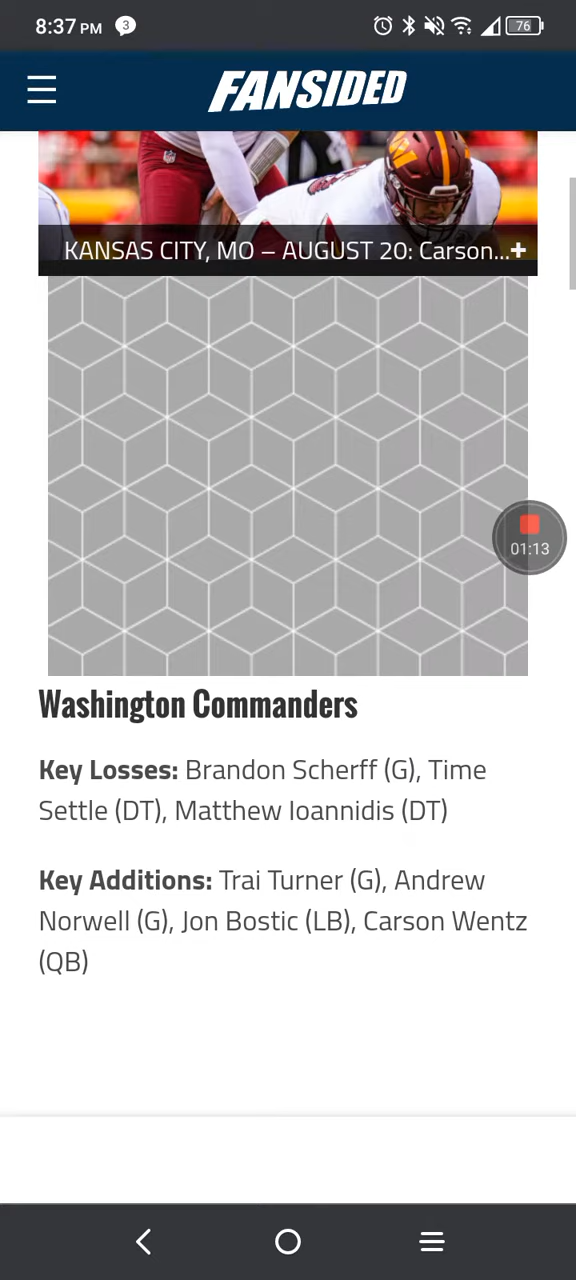 8:37 PM 3 76
FANSIDED
KANSAS CITY, MO – AUGUST 20: Carson...+
01:13
Washington Commanders
Key Losses: Brandon Scherff (G), Time
Settle (DT), Matthew Ioannidis (DT)
Key Additions: Trai Turner (G), Andrew
Norwell (G), Jon Bostic (LB), Carson Wentz
(QB)